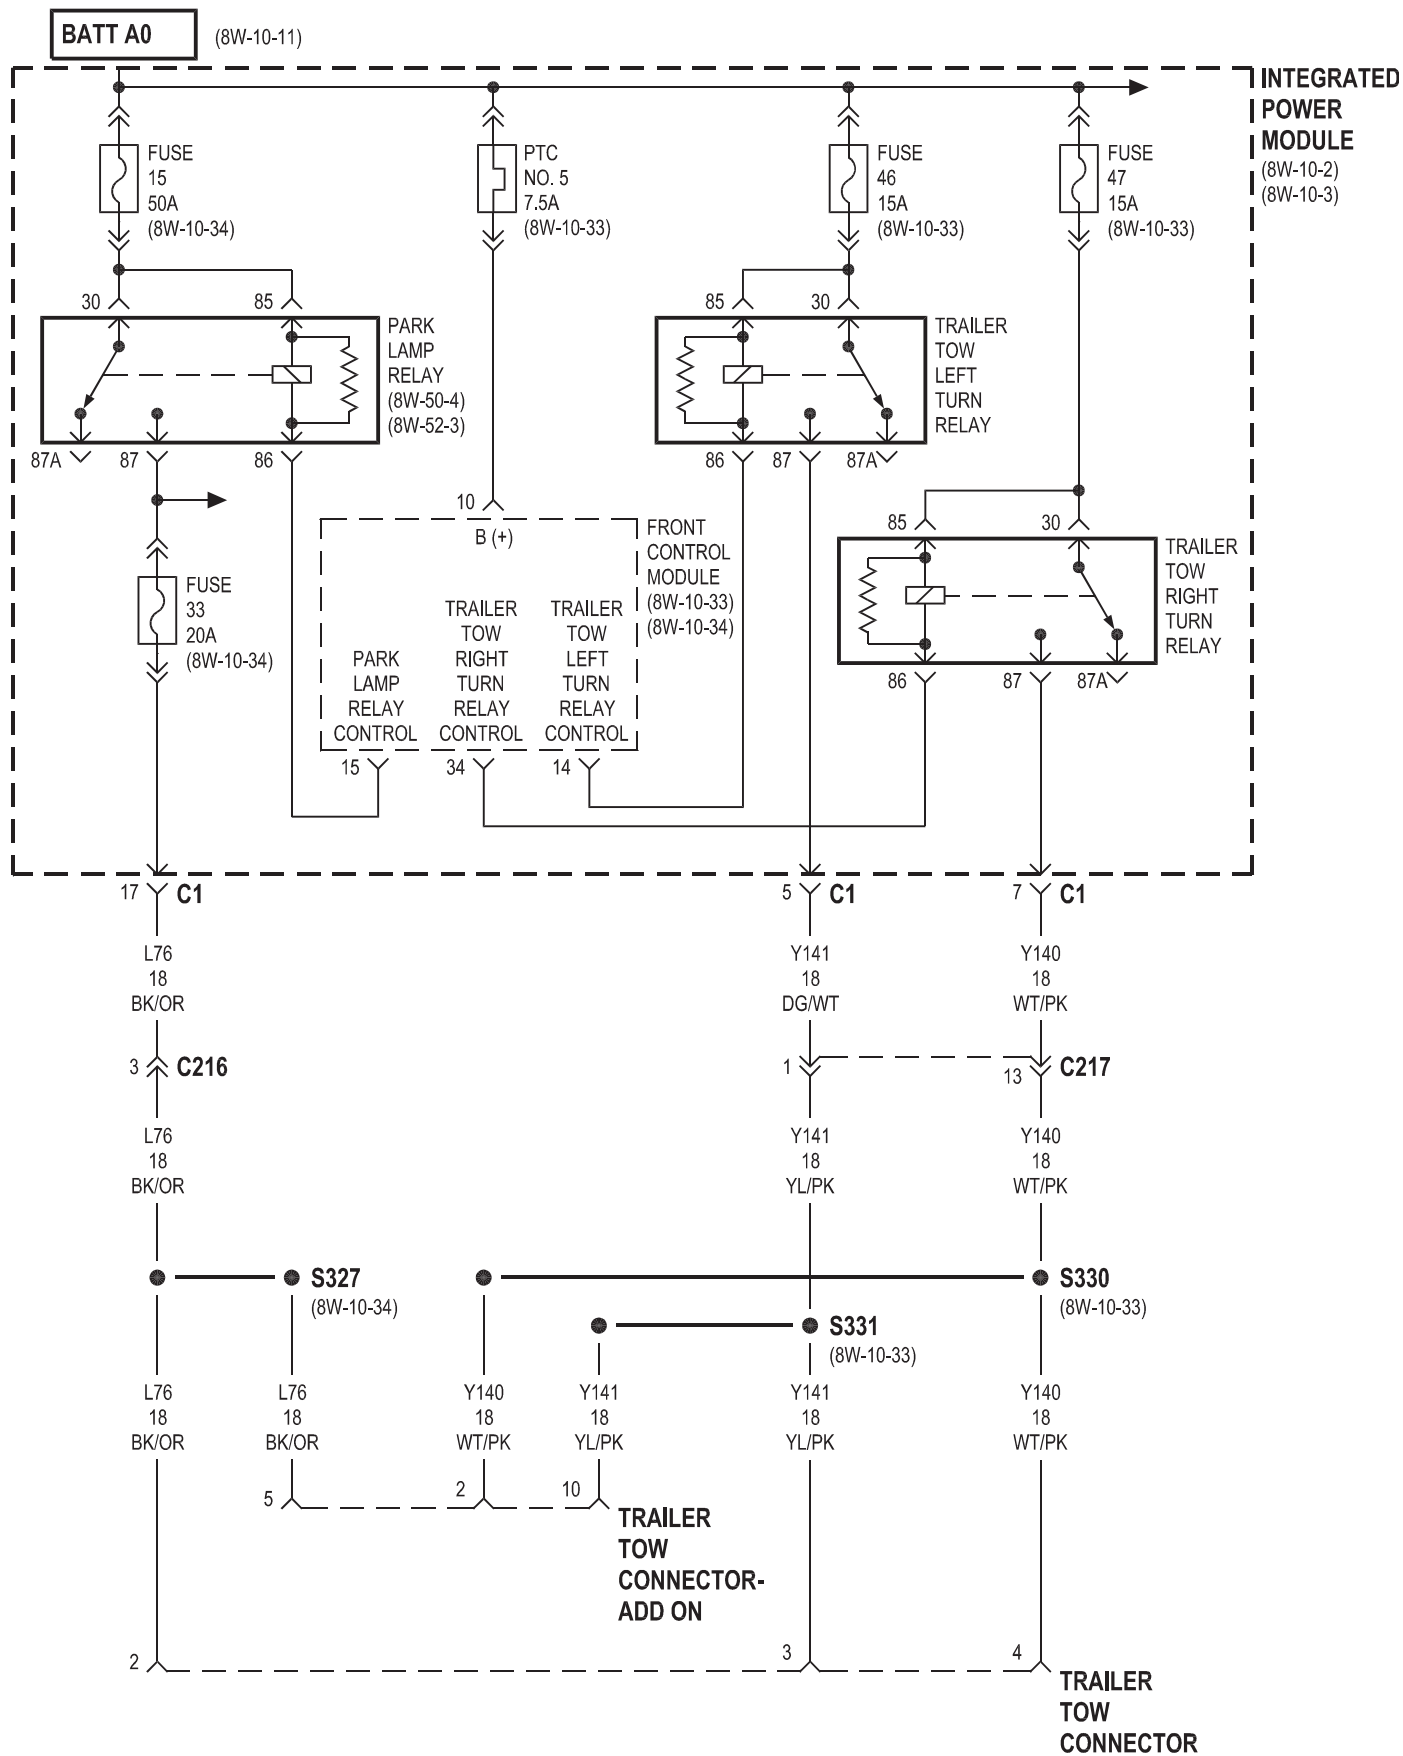 BATT A0
(8W-10-11)
INTEGRATED
POWER
MODULE
(8W-10-2)
(8W-10-3)
FUSE
15
50A
(8W-10-34)
PTC
NO. 5
7.5A
(8W-10-33)
FUSE
46
15A
(8W-10-33)
FUSE
47
15A
(8W-10-33)
30
85
PARK
LAMP
RELAY
(8W-50-4)
(8W-52-3)
87A
87
86
85
30
TRAILER
TOW
LEFT
TURN
RELAY
86
87
87A
10
B (+)
FRONT
CONTROL
MODULE
(8W-10-33)
(8W-10-34)
PARK
LAMP
RELAY
CONTROL
TRAILER
TOW
RIGHT
TURN
RELAY
CONTROL
TRAILER
TOW
LEFT
TURN
RELAY
CONTROL
15
34
14
85
30
TRAILER
TOW
RIGHT
TURN
RELAY
86
87
87A
FUSE
33
20A
(8W-10-34)
17
C1
5
C1
7
C1
L76
18
BK/OR
Y141
18
DG/WT
Y140
18
WT/PK
3
C216
1
13
C217
L76
18
BK/OR
Y141
18
YL/PK
Y140
18
WT/PK
S327
(8W-10-34)
S330
(8W-10-33)
S331
(8W-10-33)
L76
18
BK/OR
L76
18
BK/OR
Y140
18
WT/PK
Y141
18
YL/PK
Y141
18
YL/PK
Y140
18
WT/PK
5
2
10
TRAILER
TOW
CONNECTOR-
ADD ON
2
3
4
TRAILER
TOW
CONNECTOR